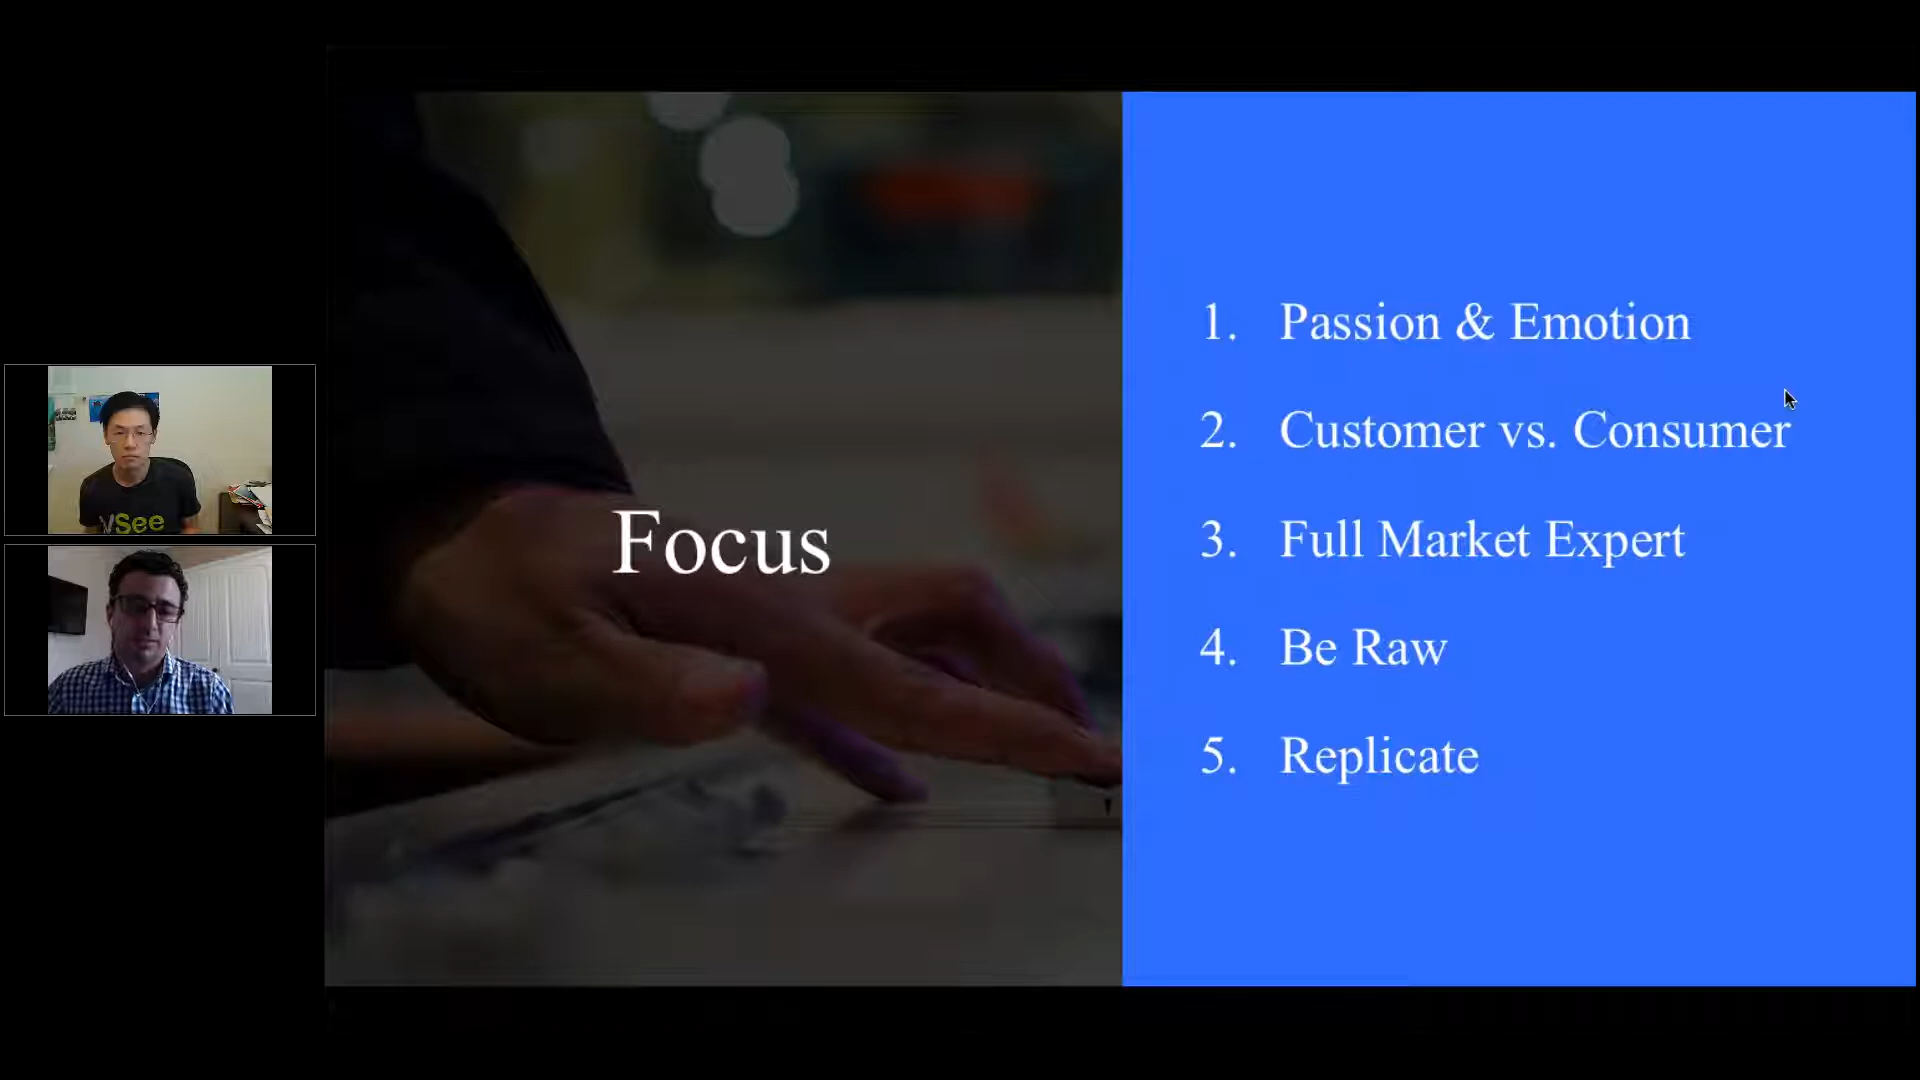 VSee
Focus
1. Passion & Emotion
2. Customer vs. Consumer
3. Full Market Expert
4. Be Raw
5. Replicate